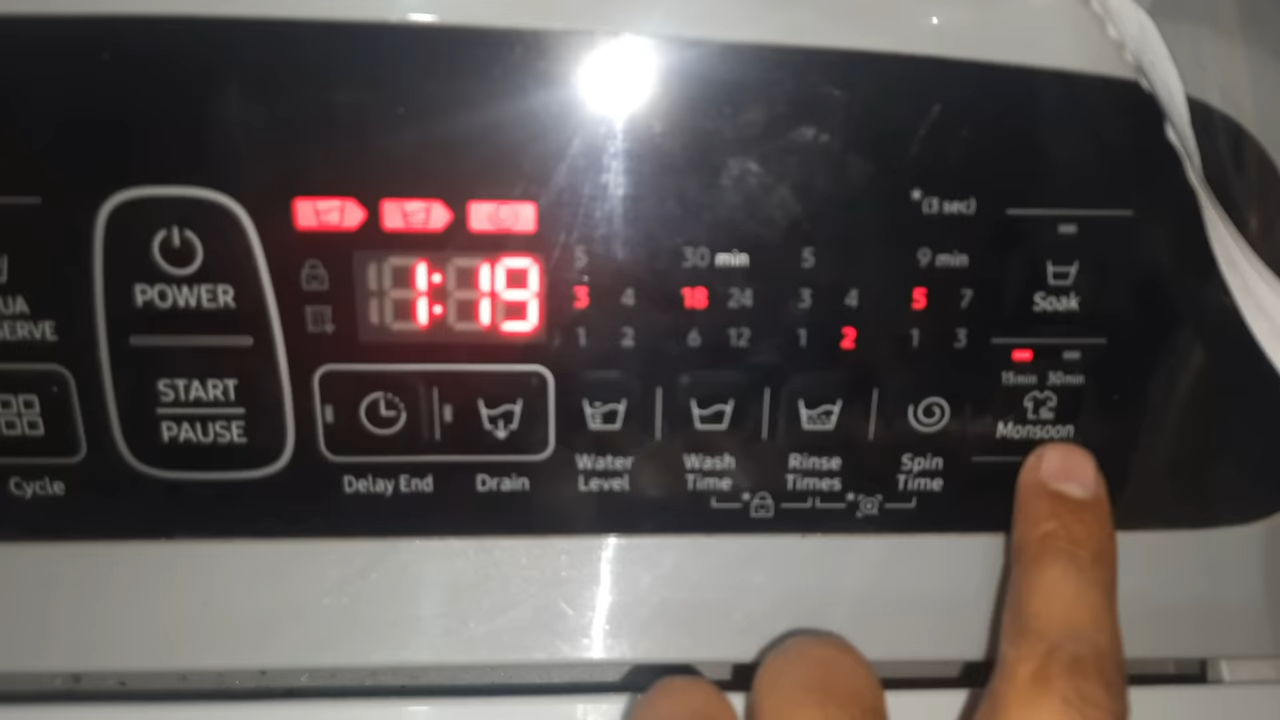 UA
SERVE
Cycle
POWER
START
PAUSE
1:19
Delay End
Drain
5
3 4
1 2
Water
Level
30 min
18 24
6 12
Wash
Time
5
3 4
1 2
Rinse
Times
*(3 sec)
9 min
5 7
1 3
Spin
Time
Soak
15min 30min
Monsoon